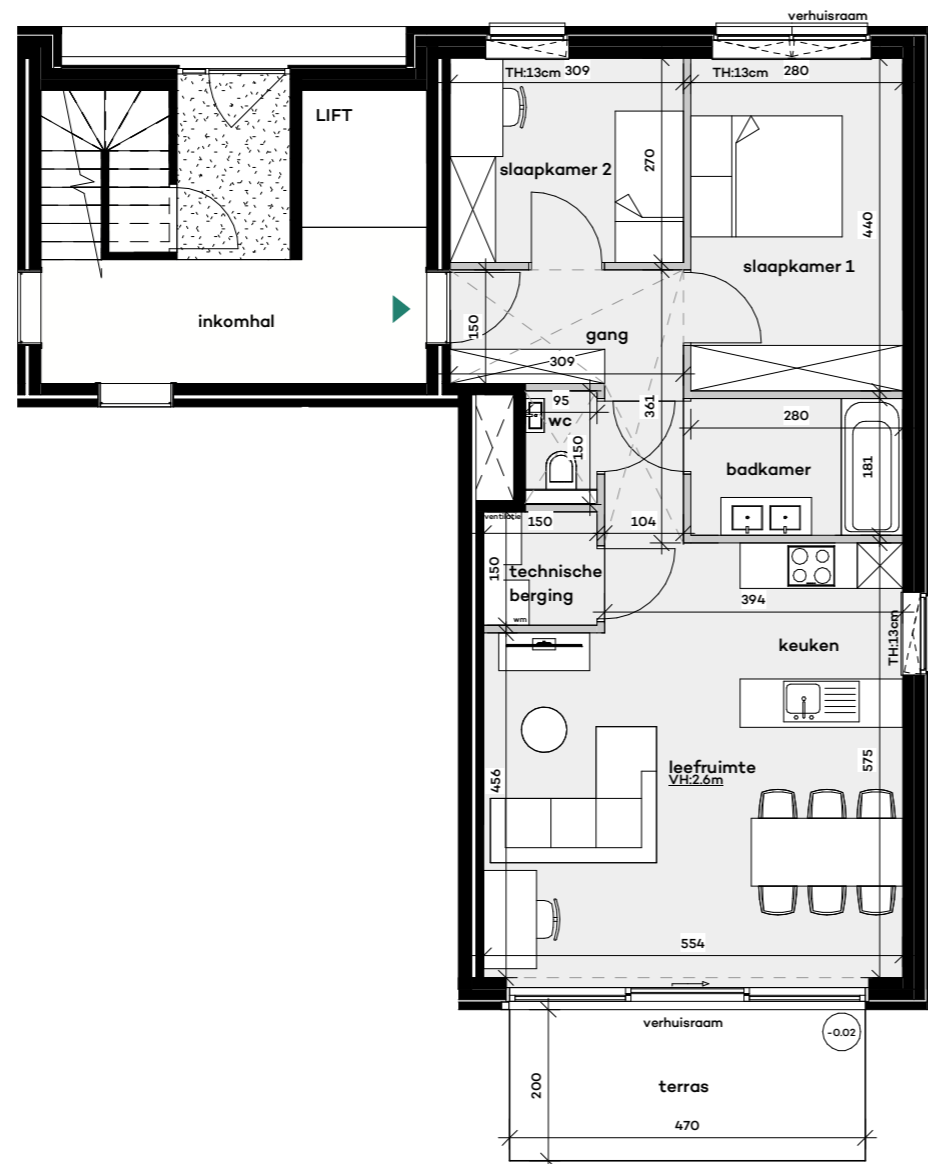 verhuisraam
TH:13cm 309
TH:13cm 280
LIFT
slaapkamer 2
270
440
slaapkamer 1
inkomhal
150
gang
309
95
361
wc
150
280
badkamer
181
ventilatie
150
104
150
technische
berging
wm
394
TH:13cm
keuken
575
leefruimte
VH:2.6m
456
554
verhuisraam
-0.02
200
terras
470